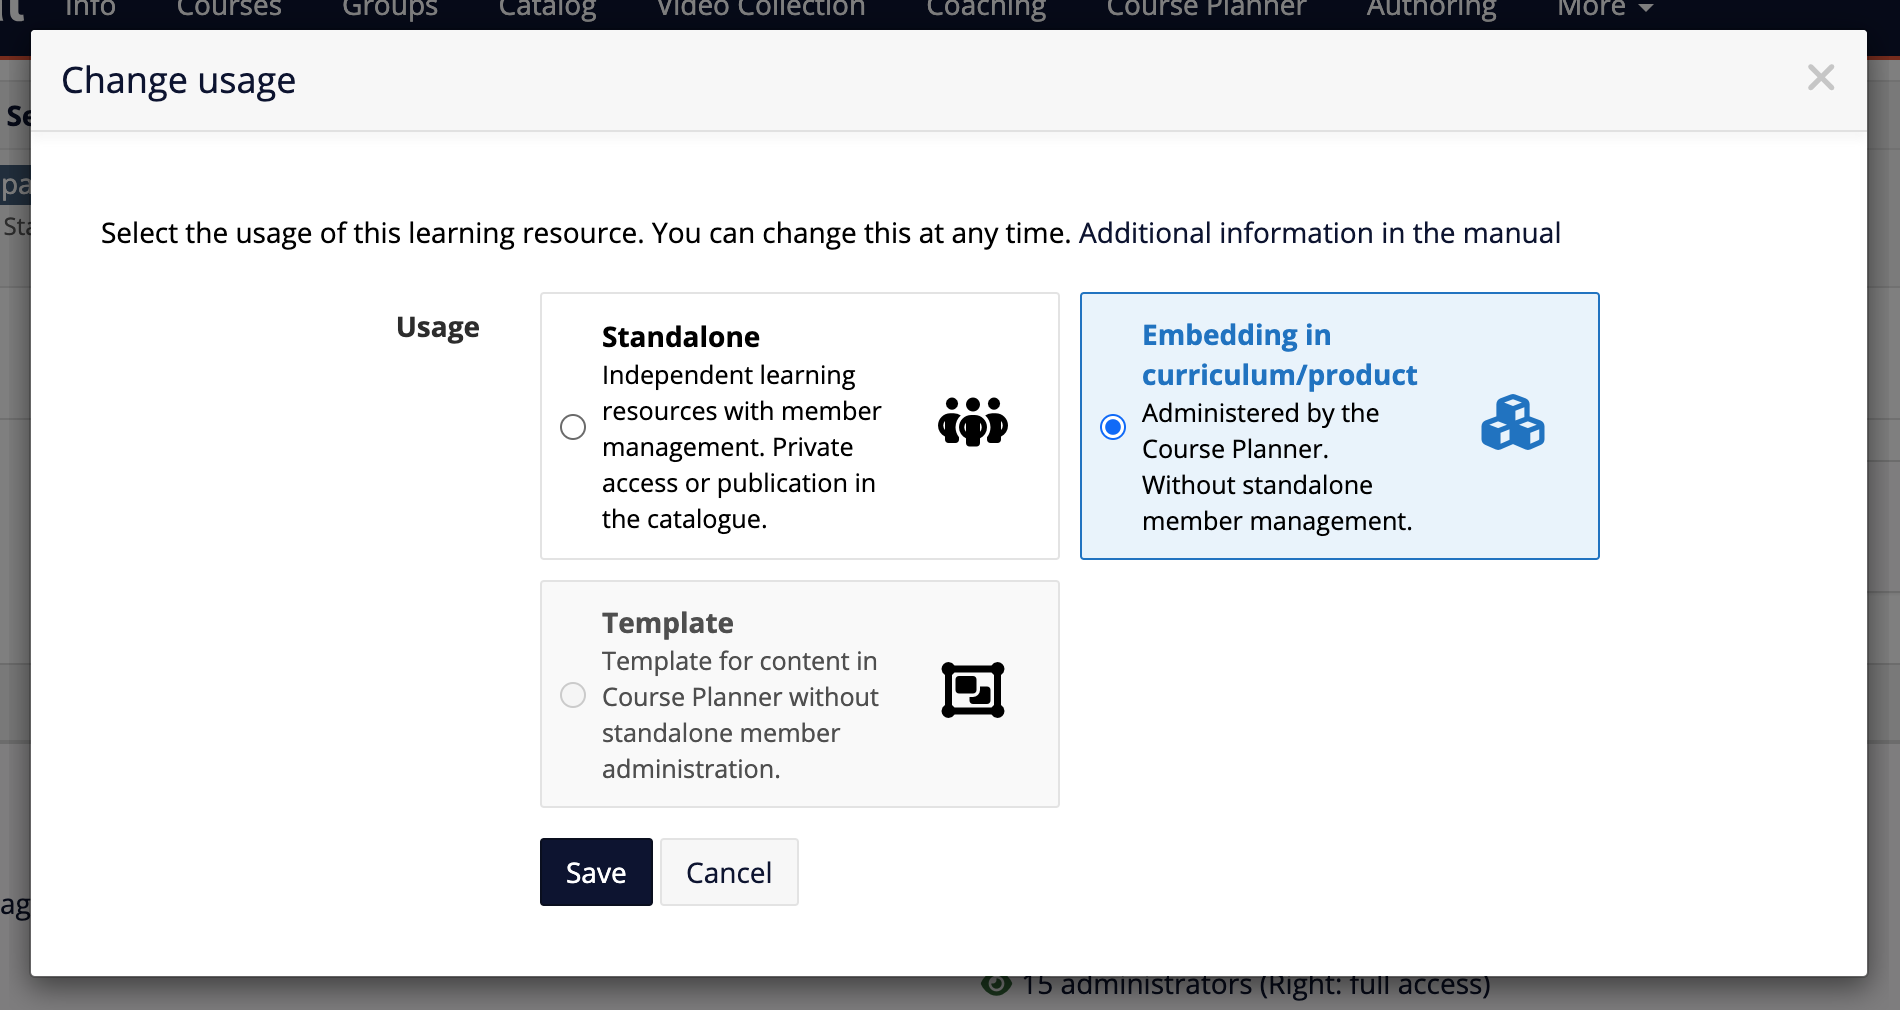 Info Courses Groups Catalog Video Collection Coaching Course Planner Authoring More
Change usage
Select the usage of this learning resource. You can change this at any time. Additional information in the manual
Usage
Standalone
Independent learning
resources with member
management. Private
access or publication in
the catalogue.
Embedding in
curriculum/product
Administered by the
Course Planner.
Without standalone
member management.
Template
Template for content in
Course Planner without
standalone member
administration.
Save Cancel
15 administrators (Right: full access)